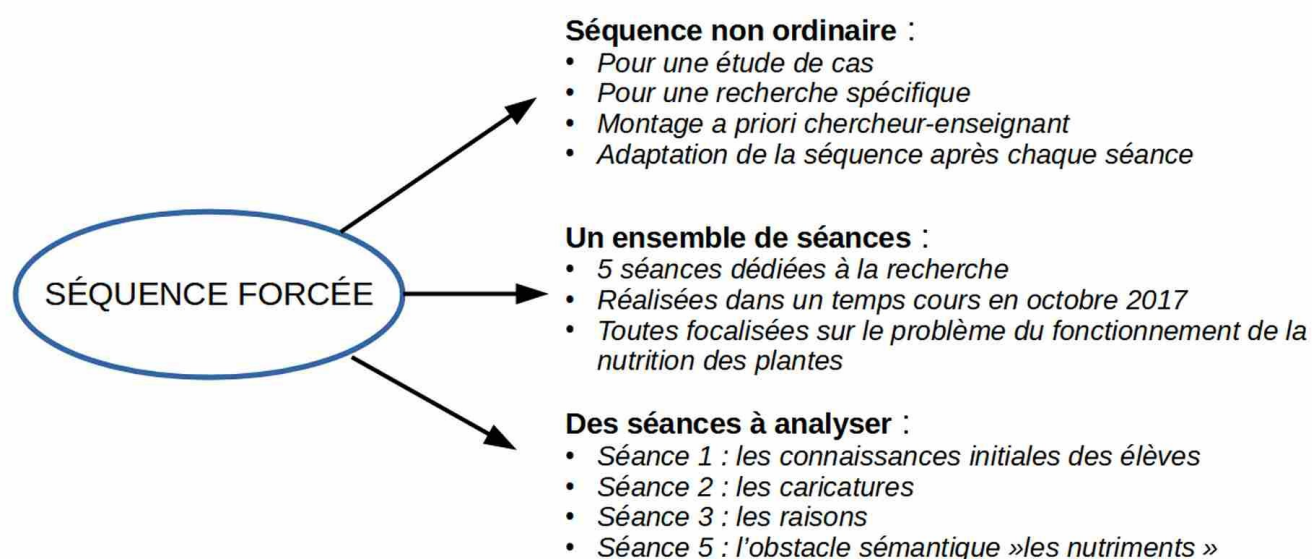 Séquence non ordinaire :
• Pour une étude de cas
• Pour une recherche spécifique
• Montage a priori chercheur-enseignant
• Adaptation de la séquence après chaque séance
SÉQUENCE FORCÉE
Un ensemble de séances :
• 5 séances dédiées à la recherche
• Réalisées dans un temps cours en octobre 2017
• Toutes focalisées sur le problème du fonctionnement de la
nutrition des plantes
Des séances à analyser :
• Séance 1 : les connaissances initiales des élèves
• Séance 2 : les caricatures
• Séance 3 : les raisons
• Séance 5 : l’obstacle sémantique »les nutriments »